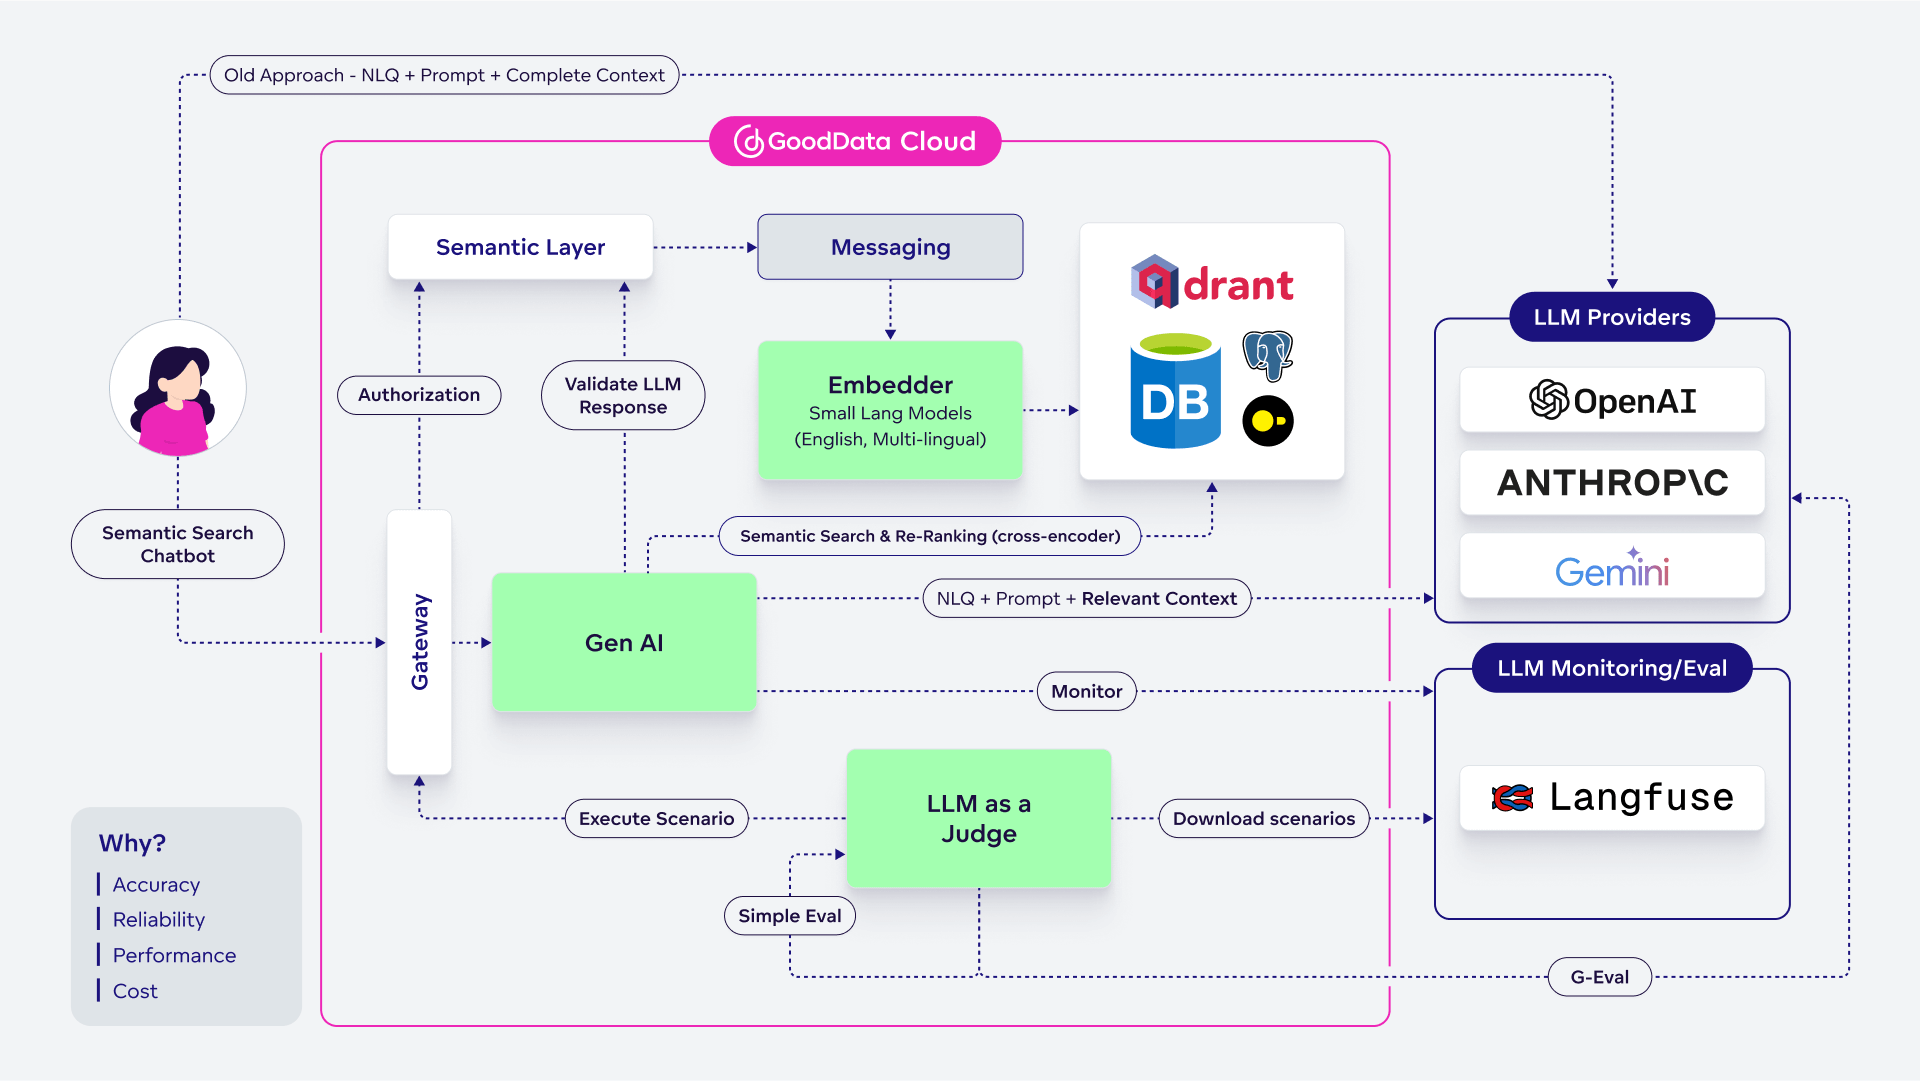 Old Approach - NLQ + Prompt + Complete Context
GoodData Cloud
Semantic Layer
Messaging
qdrant
DB
Embedder
Small Lang Models
(English, Multi-lingual)
Authorization
Validate LLM
Response
Semantic Search
Chatbot
Semantic Search & Re-Ranking (cross-encoder)
NLQ + Prompt + Relevant Context
Gateway
Gen AI
Monitor
LLM Providers
OpenAI
ANTHROP\C
Gemini
LLM Monitoring/Eval
Langfuse
Execute Scenario
LLM as a
Judge
Download scenarios
Simple Eval
G-Eval
Why?
Accuracy
Reliability
Performance
Cost